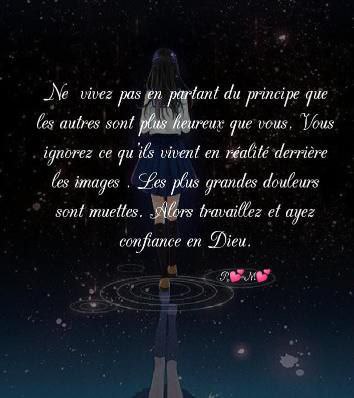 Ne vivez pas en partant du principe que
les autres sont plus heureux que vous. Vous
ignorez ce qu'ils vivent en réalité derrière
les images . Les plus grandes douleurs
sont muettes. Alors travaillez et ayez
confiance en Dieu.
P💕M💕